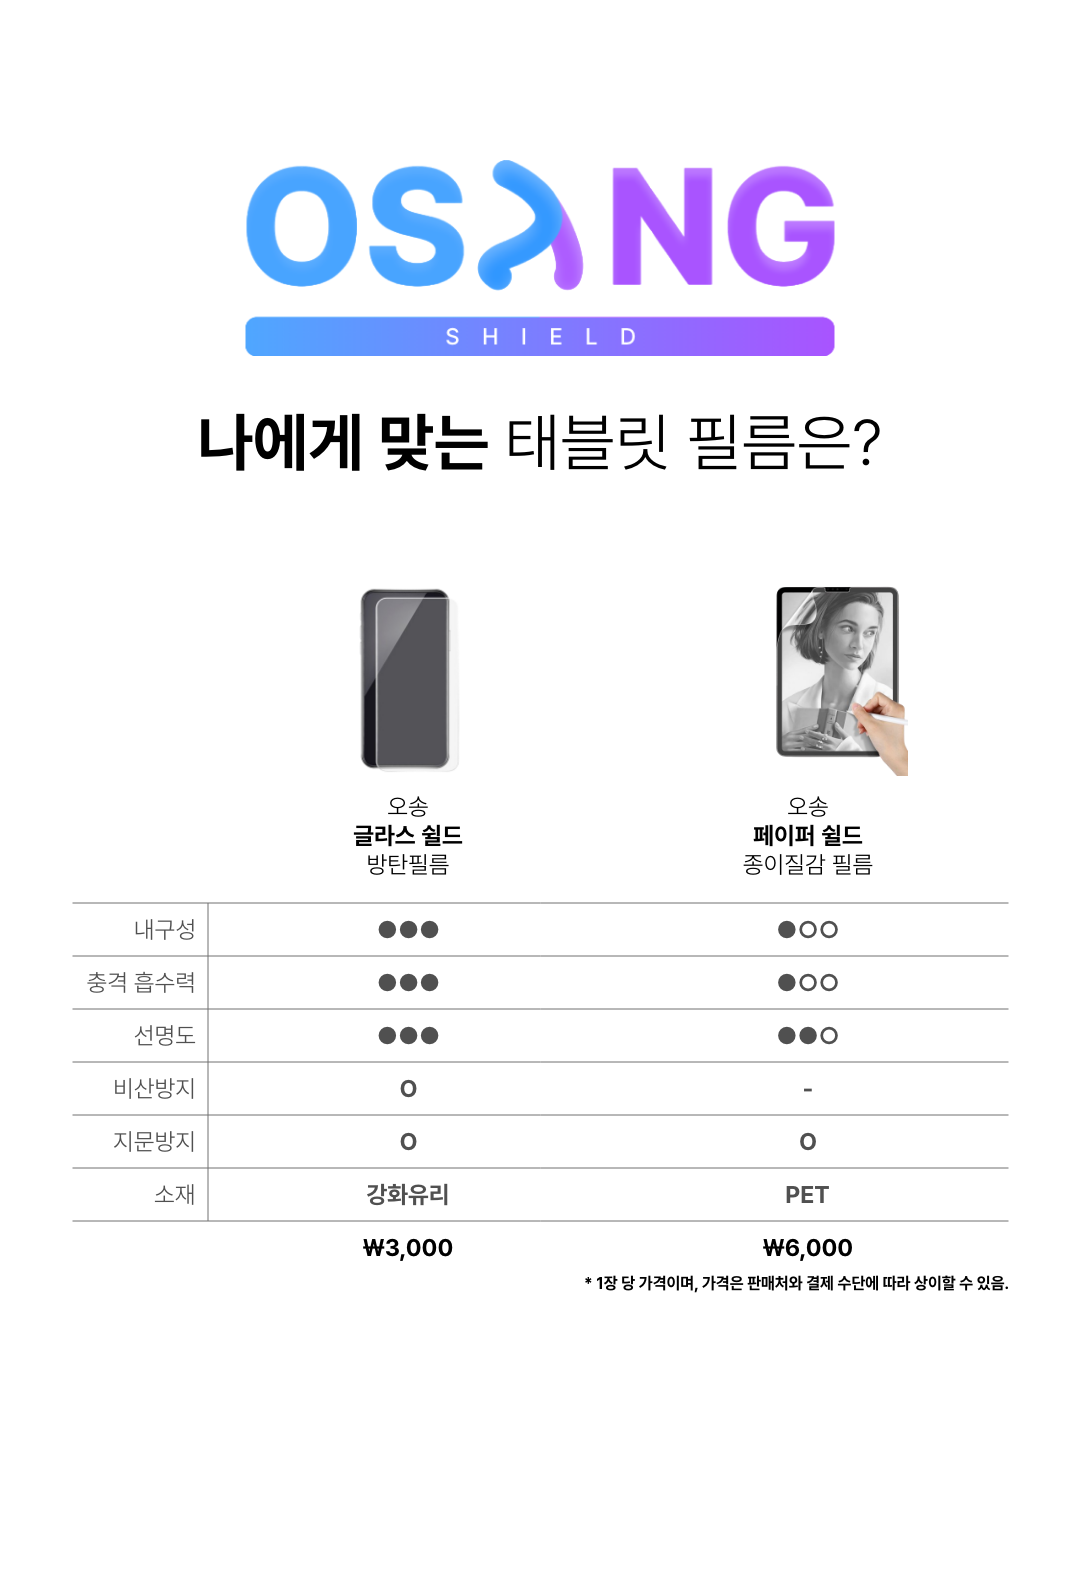 OSANG
SHIELD
나에게 맞는 태블릿 필름은?
오송
글라스 쉴드
방탄필름
오송
페이퍼 쉴드
종이질감 필름
내구성 ●●● ●○○
충격 흡수력 ●●● ●○○
선명도 ●●● ●●○
비산방지 O -
지문방지 O O
소재 강화유리 PET
₩3,000 ₩6,000
* 1장 당 가격이며, 가격은 판매처와 결제 수단에 따라 상이할 수 있음.